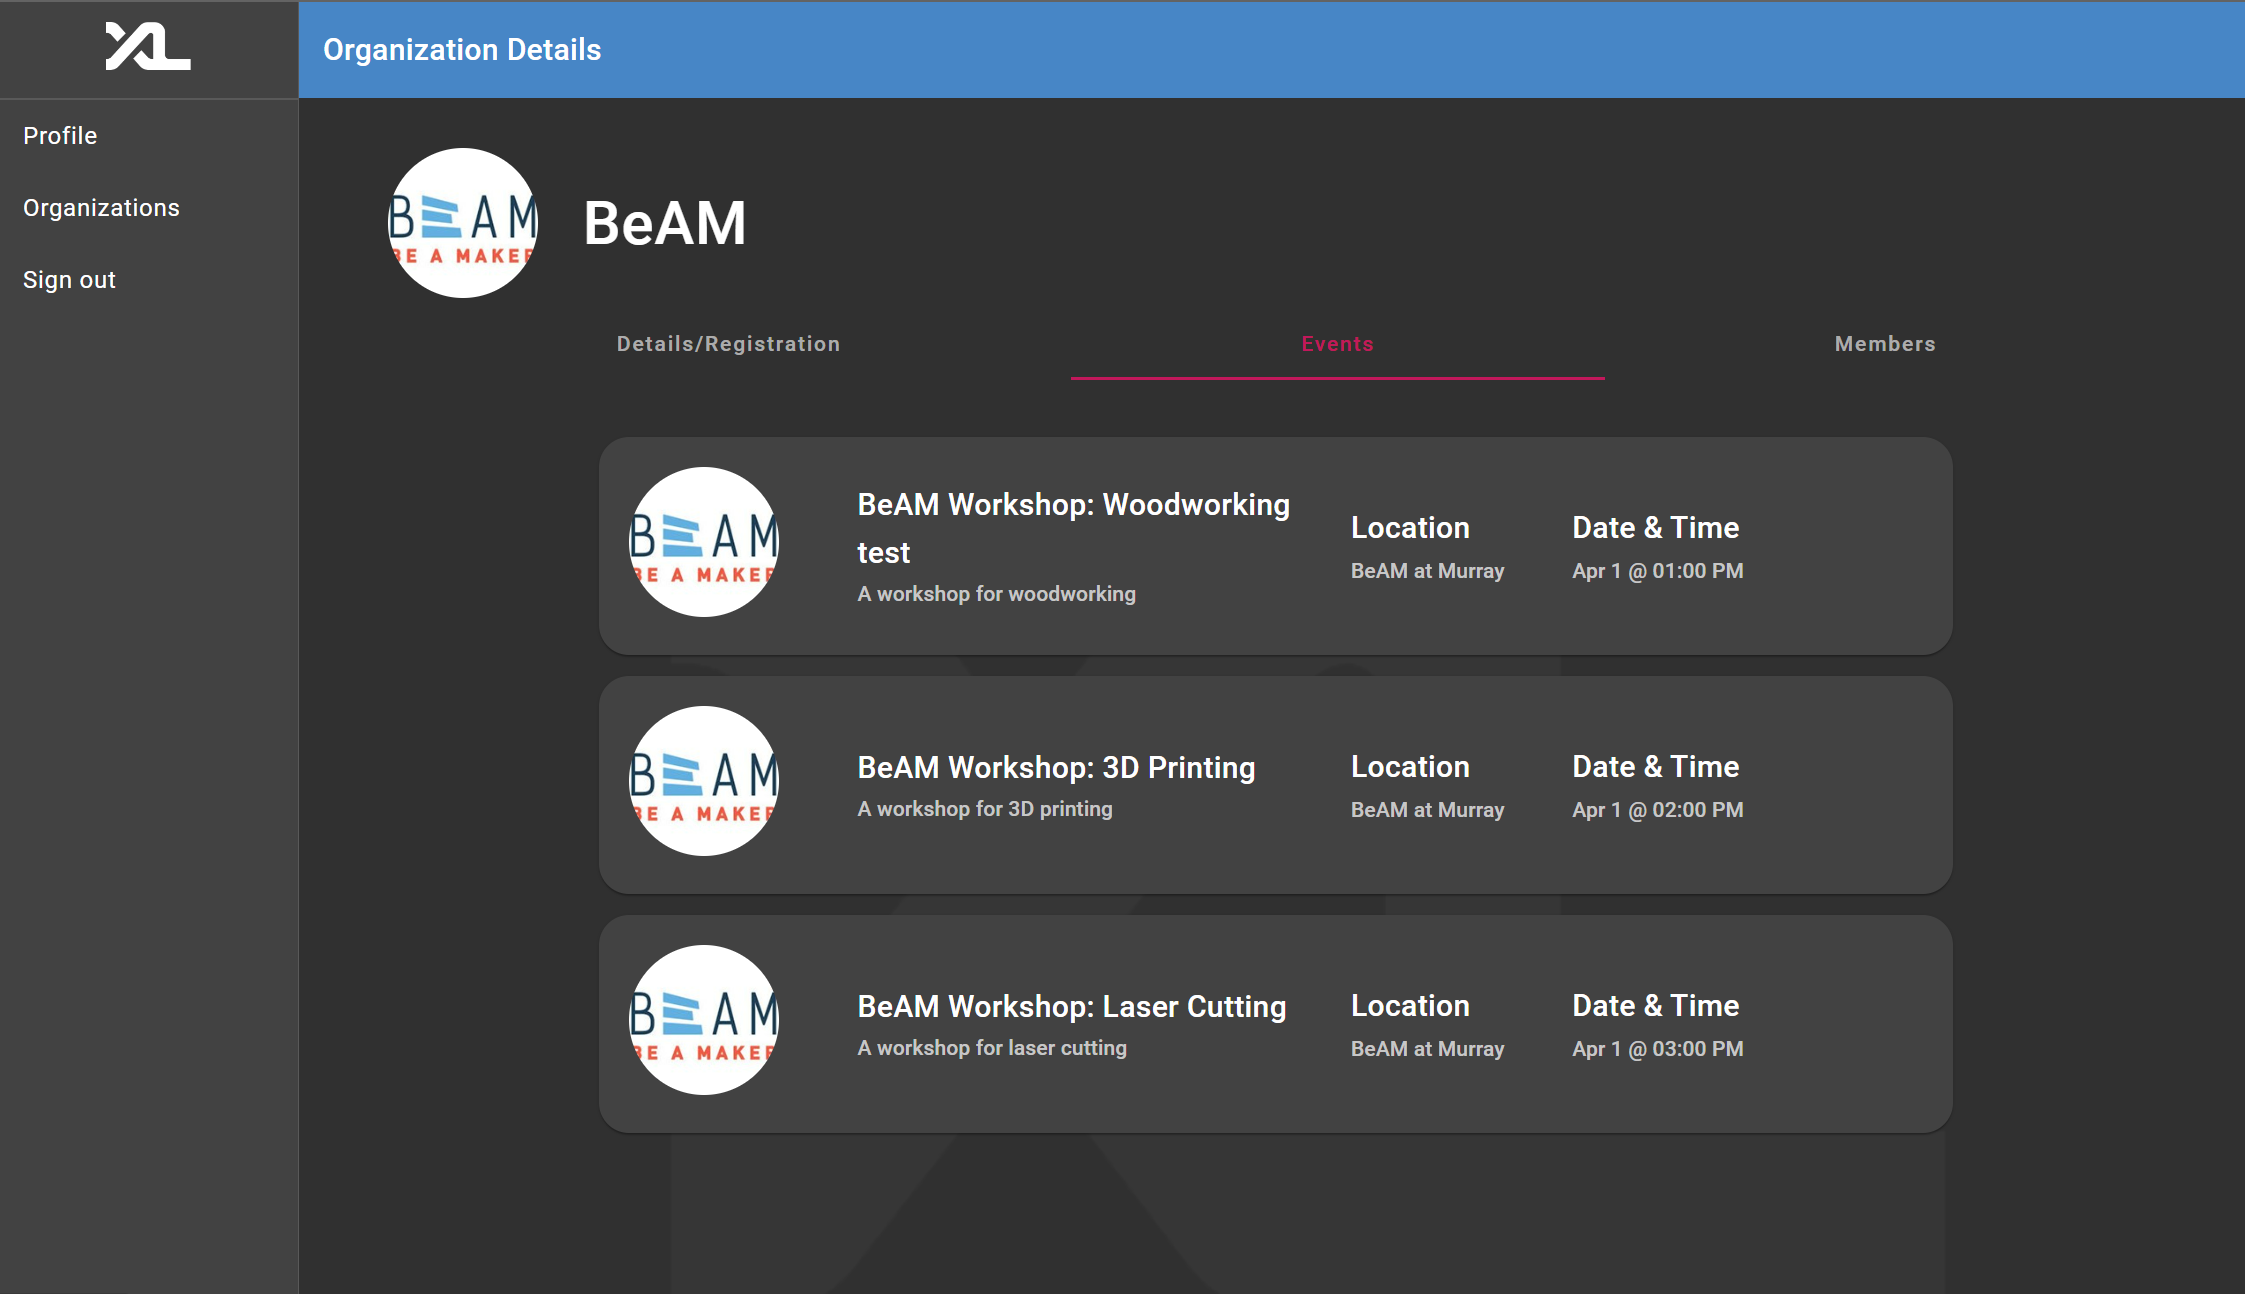 XL
Organization Details
Profile
Organizations
Sign out
BEAM
BE A MAKER
BeAM
Details/Registration
Events
Members
BEAM
BE A MAKER
BeAM Workshop: Woodworking
test
A workshop for woodworking
Location
BeAM at Murray
Date & Time
Apr 1 @ 01:00 PM
BEAM
BE A MAKER
BeAM Workshop: 3D Printing
A workshop for 3D printing
Location
BeAM at Murray
Date & Time
Apr 1 @ 02:00 PM
BEAM
BE A MAKER
BeAM Workshop: Laser Cutting
A workshop for laser cutting
Location
BeAM at Murray
Date & Time
Apr 1 @ 03:00 PM